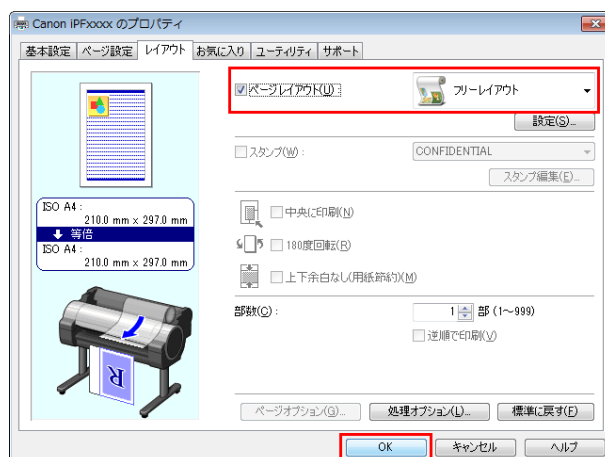 Canon iPFxxxx のプロパティ
基本設定 ページ設定 レイアウト お気に入り ユーティリティ サポート
ページレイアウト(U) : フリーレイアウト
設定(S)...
スタンプ(W) : CONFIDENTIAL
スタンプ編集(E)...
ISO A4 :
210.0 mm x 297.0 mm
等倍
ISO A4 :
210.0 mm x 297.0 mm
中央に印刷(N)
180度回転(R)
上下余白なし(用紙節約)(M)
部数(C) : 1 部 (1～999)
逆順で印刷(V)
R
ページオプション(G)... 処理オプション(L)... 標準に戻す(F)
OK キャンセル ヘルプ